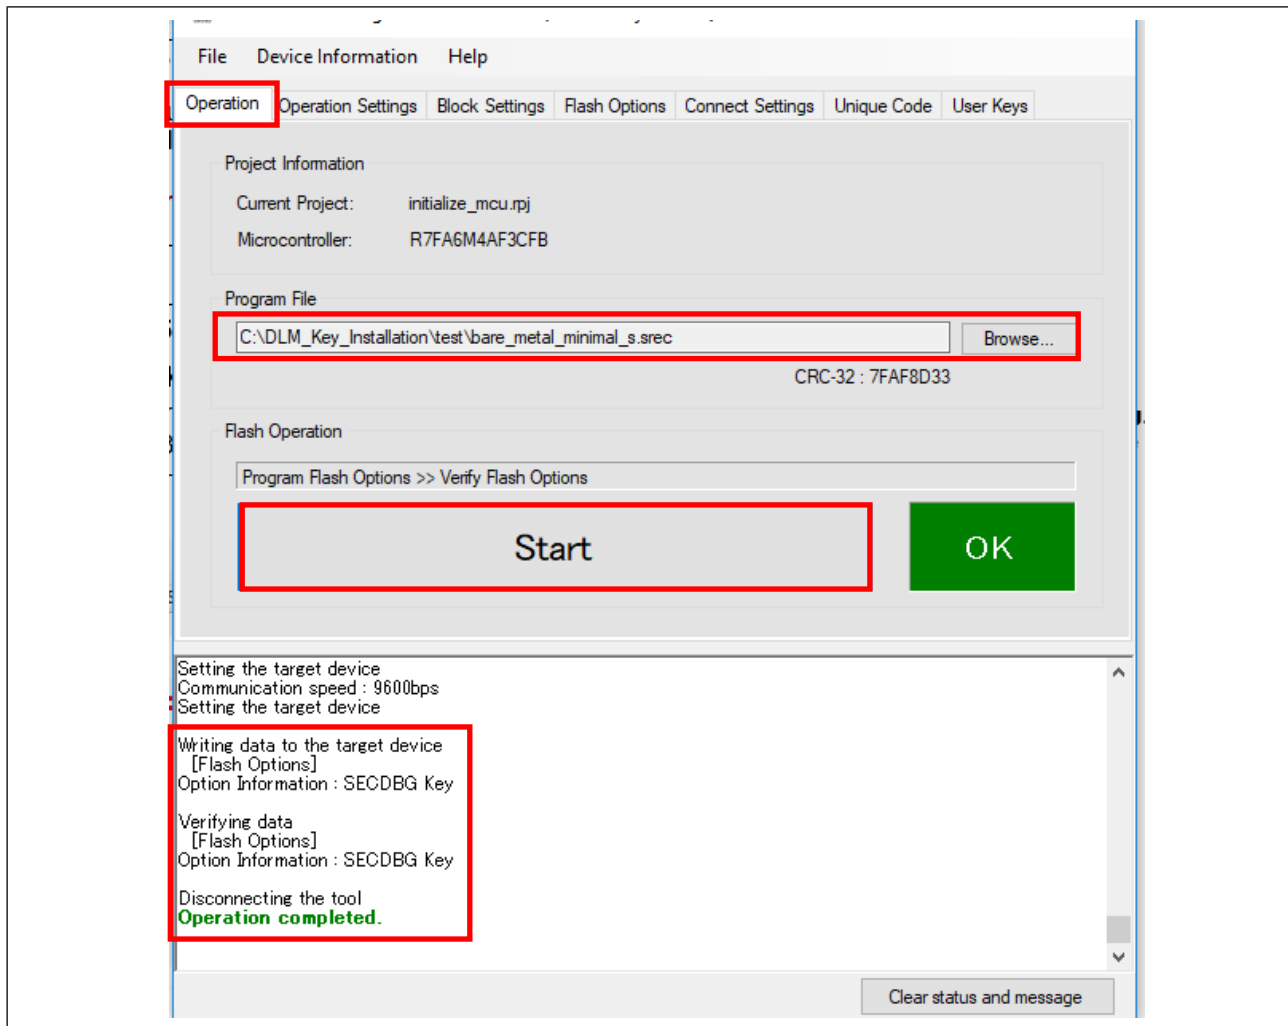 File Device Information Help
Operation Operation Settings Block Settings Flash Options Connect Settings Unique Code User Keys
Project Information
Current Project: initialize_mcu.rpj
Microcontroller: R7FA6M4AF3CFB
Program File
C:\DLM_Key_Installation\test\bare_metal_minimal_s.srec Browse...
CRC-32 : 7FAF8D33
Flash Operation
Program Flash Options >> Verify Flash Options
Start OK
Setting the target device
Communication speed : 9600bps
Setting the target device
Writing data to the target device
[Flash Options]
Option Information : SECDBG Key
Verifying data
[Flash Options]
Option Information : SECDBG Key
Disconnecting the tool
Operation completed.
Clear status and message